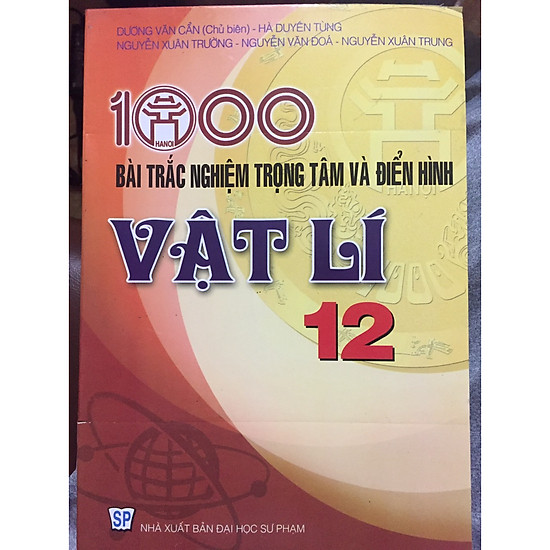 DƯƠNG VĂN CẨN (Chủ biên) - HÀ DUYÊN TÙNG
NGUYỄN XUÂN TRƯỜNG - NGUYỄN VĂN ĐOÀ - NGUYỄN XUÂN TRUNG
1000
HANOI
BÀI TRẮC NGHIỆM TRỌNG TÂM VÀ ĐIỂN HÌNH
HANOI
VẬT LÍ
12
SP
NHÀ XUẤT BẢN ĐẠI HỌC SƯ PHẠM